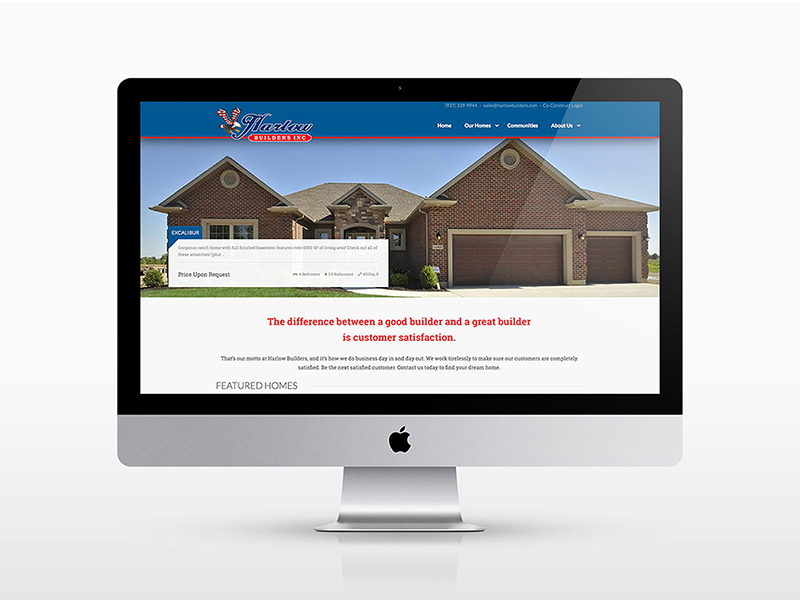 (937) 339-9944 - sales@harlowbuilders.com - Co-Construct Login
Harlow
BUILDERS INC
Home Our Homes Communities About Us
EXCALIBUR
Gorgeous ranch home with full finished basement features over 6000 SF of living area! Check out all of
these amenities! (plus...
Price Upon Request 4 Bedrooms 3.5 Bathrooms
The difference between a good builder and a great builder
is customer satisfaction.
That's our motto at Harlow Builders, and it's how we do business day in and day out. We work tirelessly to make sure our customers are completely
satisfied. Be the next satisfied customer. Contact us today to find your dream home.
FEATURED HOMES